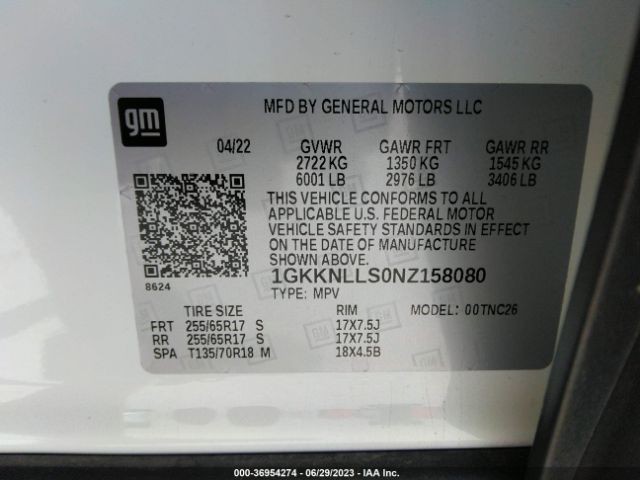 gm
MFD BY GENERAL MOTORS LLC
04/22 GVWR GAWR FRT GAWR RR
2722 KG 1350 KG 1545 KG
6001 LB 2976 LB 3406 LB
THIS VEHICLE CONFORMS TO ALL
APPLICABLE U.S. FEDERAL MOTOR
VEHICLE SAFETY STANDARDS IN EFFECT
ON THE DATE OF MANUFACTURE
SHOWN ABOVE.
8624
1GKKNLLS0NZ158080
TYPE: MPV MODEL: 00TNC26
TIRE SIZE RIM
FRT 255/65R17 S 17X7.5J
RR 255/65R17 S 17X7.5J
SPA T135/70R18 M 18X4.5B
000-36954274 - 06/29/2023 - IAA Inc.